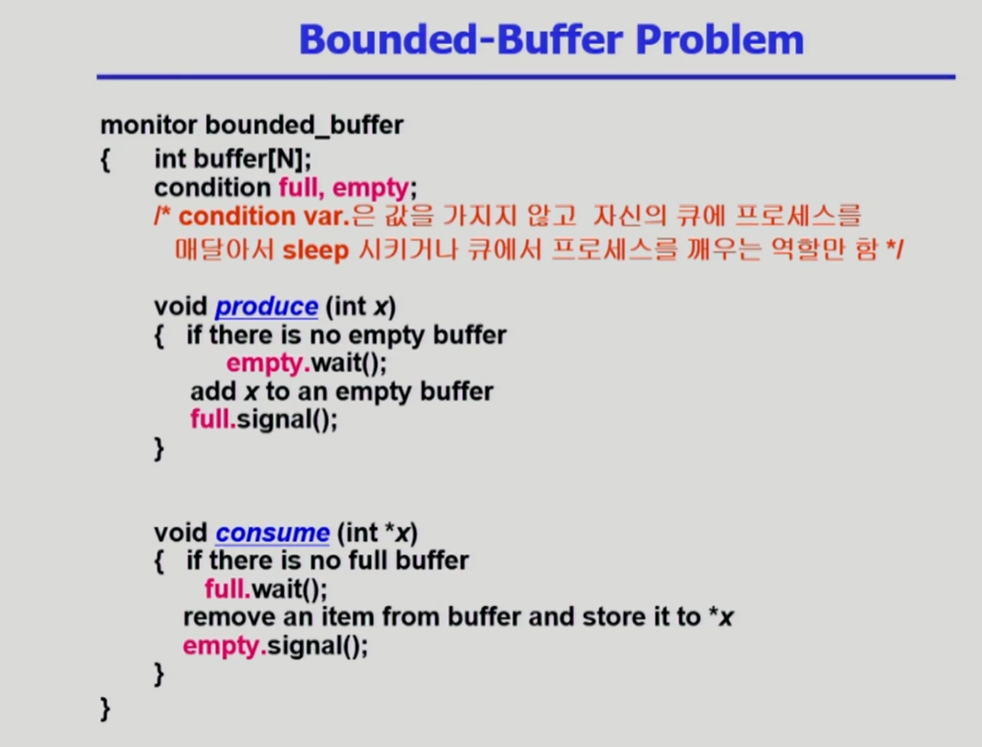 Bounded-Buffer Problem
monitor bounded_buffer
{ int buffer[N];
condition full, empty;
/* condition var.은 값을 가지지 않고 자신의 큐에 프로세스를
매달아서 sleep 시키거나 큐에서 프로세스를 깨우는 역할만 함 */
void produce (int x)
{ if there is no empty buffer
empty.wait();
add x to an empty buffer
full.signal();
}
void consume (int *x)
{ if there is no full buffer
full.wait();
remove an item from buffer and store it to *x
empty.signal();
}
}